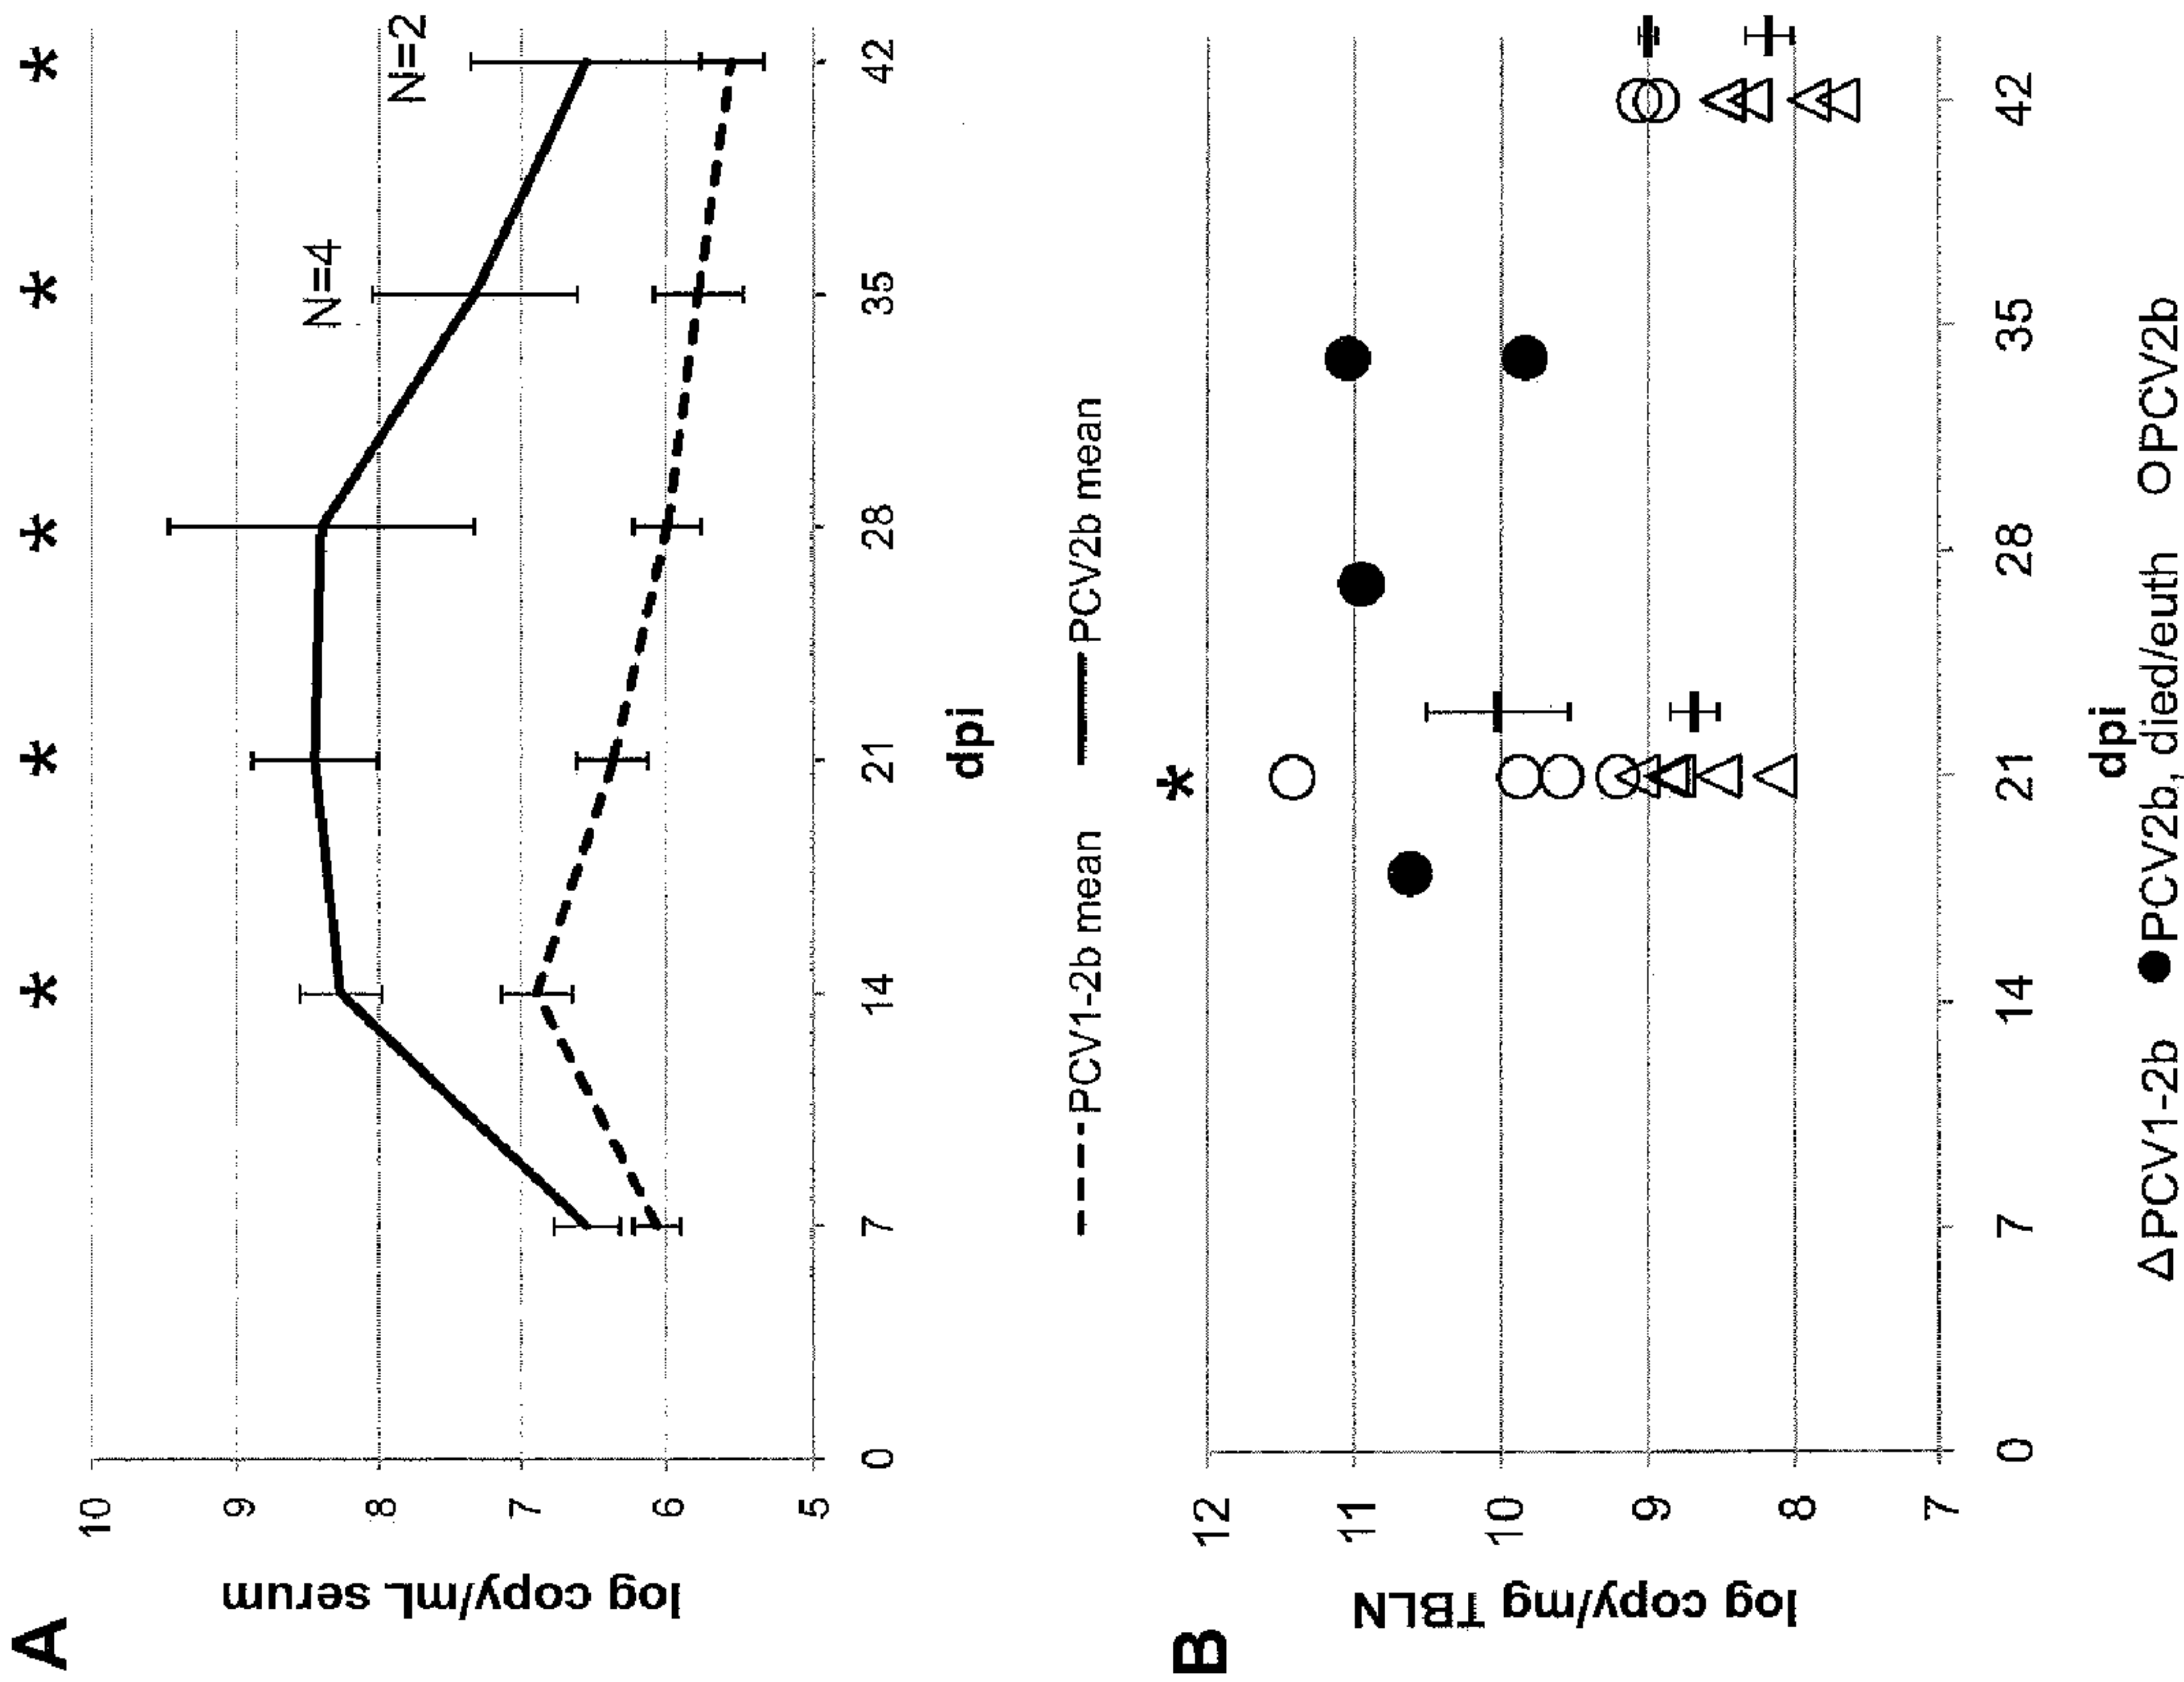 A
* * * * *
N=4
N=2
log copy/mL serum
10
9
8
7
6
5
0 7 14 21 28 35 42
dpi
PCV1-2b mean PCV2b mean
B
*
log copy/mg TBLN
12
11
10
9
8
7
0 7 14 21 28 35 42
dpi
PCV1-2b PCV2b, died/euth PCV2b